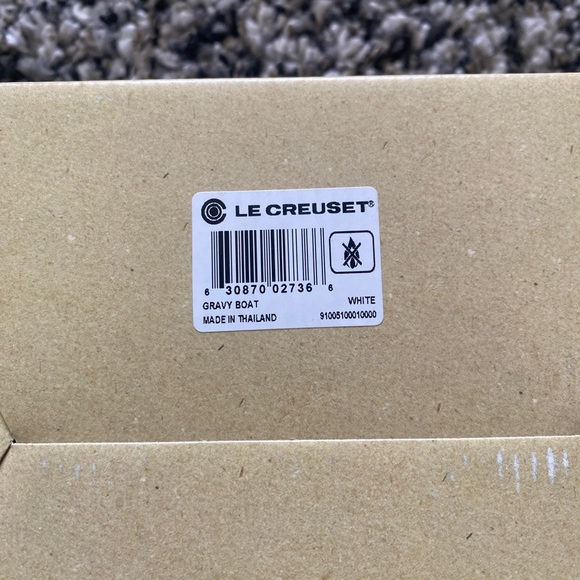 LE CREUSET®
6 30870 02736 6
GRAVY BOAT WHITE
MADE IN THAILAND 91005100010000